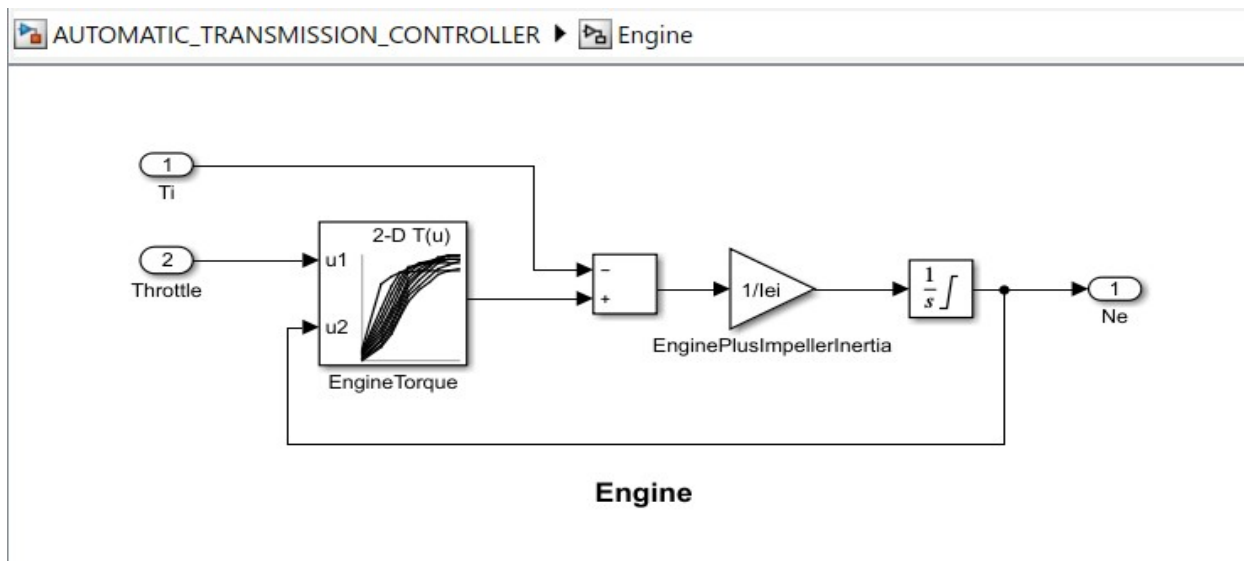 AUTOMATIC_TRANSMISSION_CONTROLLER Engine
1
Ti
2
Throttle
2-D T(u)
u1
u2
EngineTorque
−
+
1/Iei
EnginePlusImpellerInertia
1
s
1
Ne
Engine